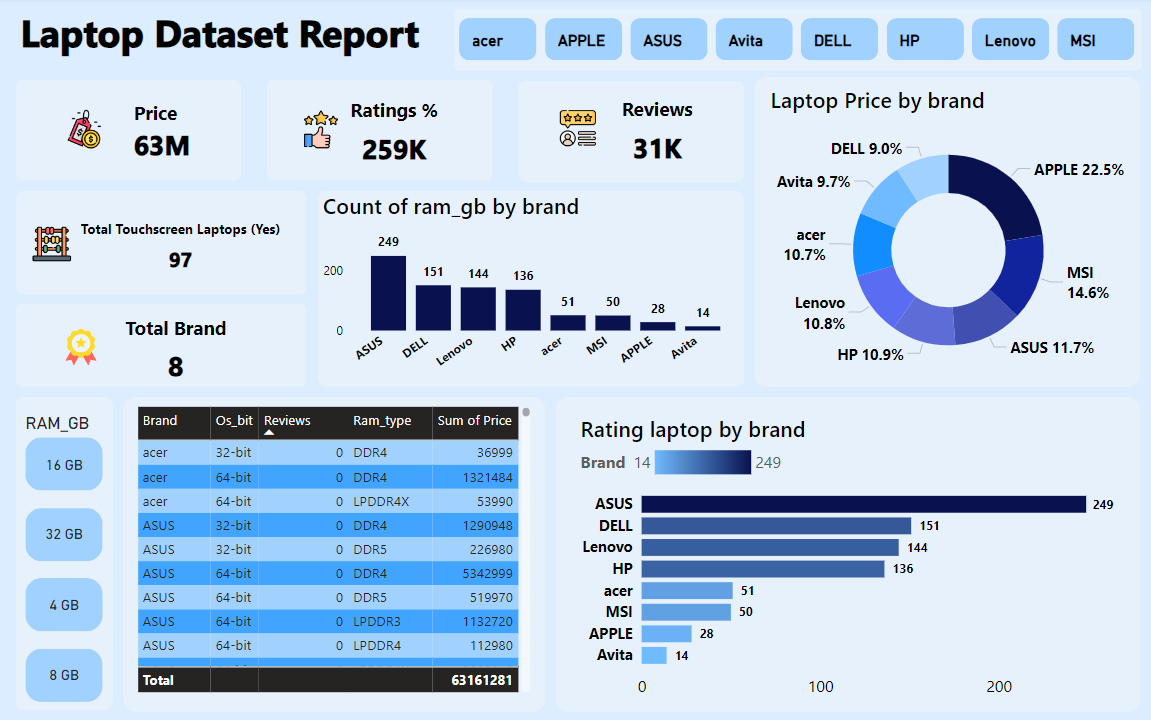 Laptop Dataset Report
acer APPLE ASUS Avita DELL HP Lenovo MSI
Price
63M
Ratings %
259K
Reviews
31K
Total Touchscreen Laptops (Yes)
97
Total Brand
8
Count of ram_gb by brand
200
0
249 151 144 136 51 50 28 14
ASUS DELL Lenovo HP acer MSI APPLE Avita
Laptop Price by brand
APPLE 22.5%
MSI
14.6%
ASUS 11.7%
HP 10.9%
Lenovo
10.8%
acer
10.7%
Avita 9.7%
DELL 9.0%
RAM_GB
16 GB
32 GB
4 GB
8 GB
Brand Os_bit Reviews Ram_type Sum of Price
acer 32-bit 0 DDR4 36999
acer 64-bit 0 DDR4 1321484
acer 64-bit 0 LPDDR4X 53990
ASUS 32-bit 0 DDR4 1290948
ASUS 32-bit 0 DDR5 226980
ASUS 64-bit 0 DDR4 5342999
ASUS 64-bit 0 DDR5 519970
ASUS 64-bit 0 LPDDR3 1132720
ASUS 64-bit 0 LPDDR4 112980
Total 63161281
Rating laptop by brand
Brand 14 249
ASUS 249
DELL 151
Lenovo 144
HP 136
acer 51
MSI 50
APPLE 28
Avita 14
0 100 200